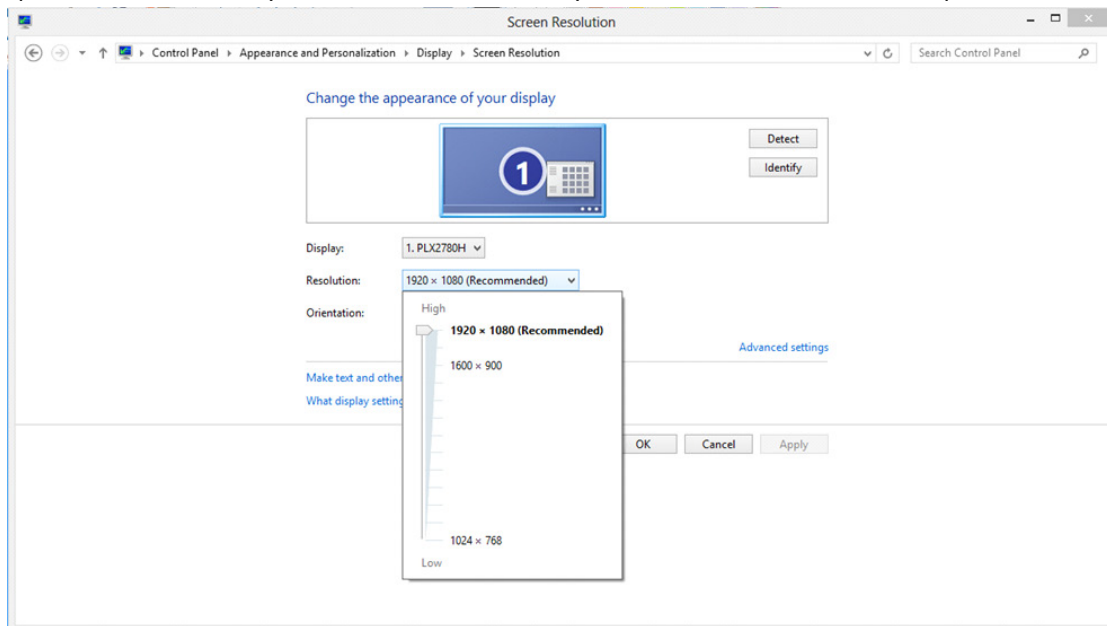 Screen Resolution
Control Panel Appearance and Personalization Display Screen Resolution
Search Control Panel
Change the appearance of your display
1
Detect
Identify
Display: 1. PLX2780H
Resolution: 1920 × 1080 (Recommended)
Orientation:
High
1920 × 1080 (Recommended)
1600 × 900
1024 × 768
Low
Advanced settings
Make text and other
What display setting
OK Cancel Apply